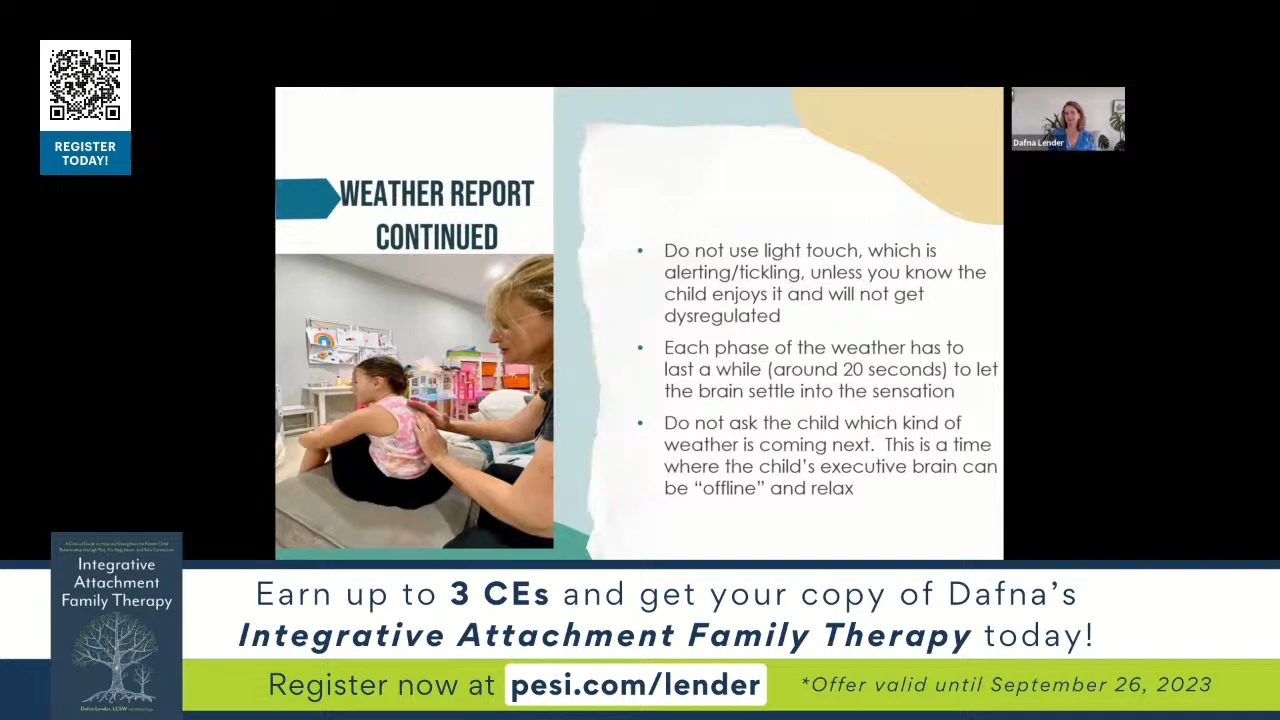 REGISTER
TODAY!
WEATHER REPORT
CONTINUED
• Do not use light touch, which is
alerting/tickling, unless you know the
child enjoys it and will not get
dysregulated
• Each phase of the weather has to
last a while (around 20 seconds) to let
the brain settle into the sensation
• Do not ask the child which kind of
weather is coming next. This is a time
where the child’s executive brain can
be “offline” and relax
Dafna Lender
Integrative
Attachment
Family Therapy
Dafna Lender, LCSW
Earn up to 3 CEs and get your copy of Dafna’s
Integrative Attachment Family Therapy today!
Register now at pesi.com/lender
*Offer valid until September 26, 2023